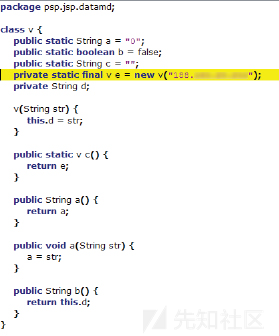 package psp.jsp.datamd;
class v {
public static String a = "9";
public static boolean b = false;
public static String c = "";
private static final v e = new v("188.");
private String d;
v(String str) {
this.d = str;
}
public static v c() {
return e;
}
public String a() {
return a;
}
public void a(String str) {
a = str;
}
public String b() {
return this.d;
}
}
先知社区